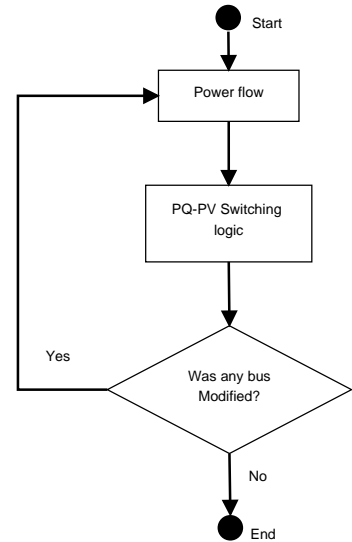 Start
Power flow
PQ-PV Switching
logic
Yes
Was any bus
Modified?
No
End